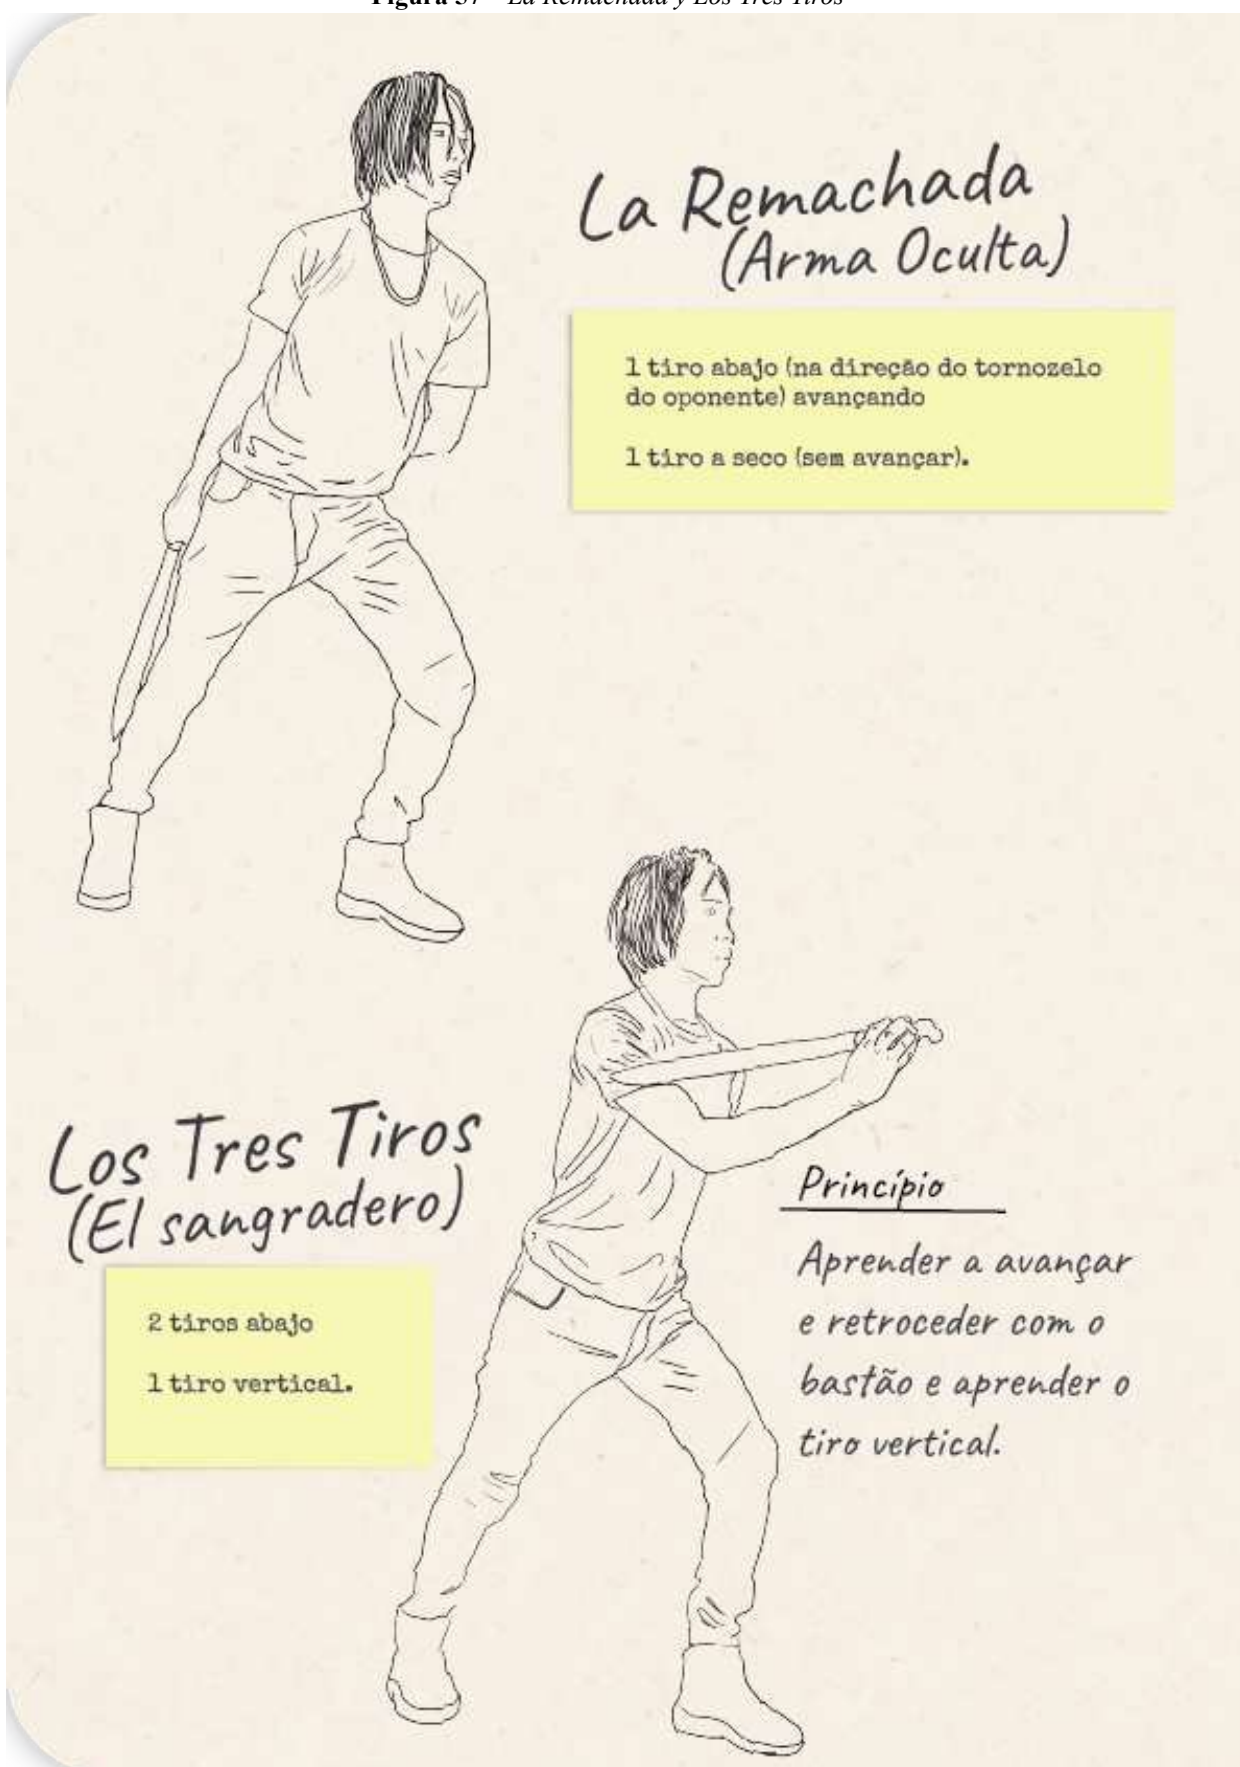 Figura 37 – La Remachada y Los Tres Tiros
La Remachada
(Arma Oculta)
1 tiro abajo (na direção do tornozelo
do oponente) avançando
1 tiro a seco (sem avançar).
Los Tres Tiros
(El sangradero)
2 tiros abajo
1 tiro vertical.
Princípio
Aprender a avançar
e retroceder com o
bastão e aprender o
tiro vertical.